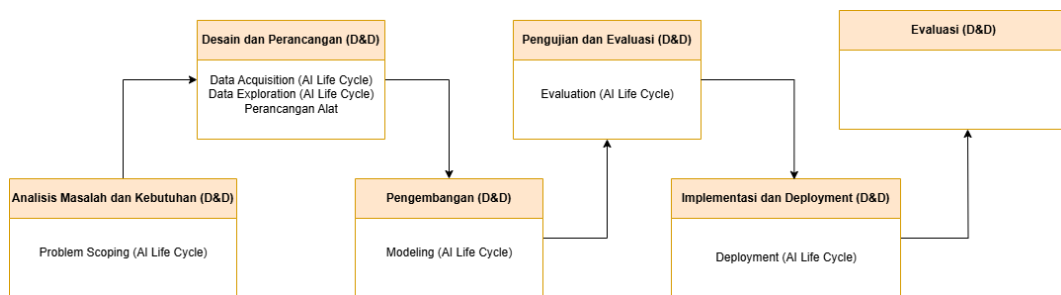 Analisis Masalah dan Kebutuhan (D&D)
Problem Scoping (AI Life Cycle)
Desain dan Perancangan (D&D)
Data Acquisition (AI Life Cycle)
Data Exploration (AI Life Cycle)
Perancangan Alat
Pengembangan (D&D)
Modeling (AI Life Cycle)
Pengujian dan Evaluasi (D&D)
Evaluation (AI Life Cycle)
Implementasi dan Deployment (D&D)
Deployment (AI Life Cycle)
Evaluasi (D&D)